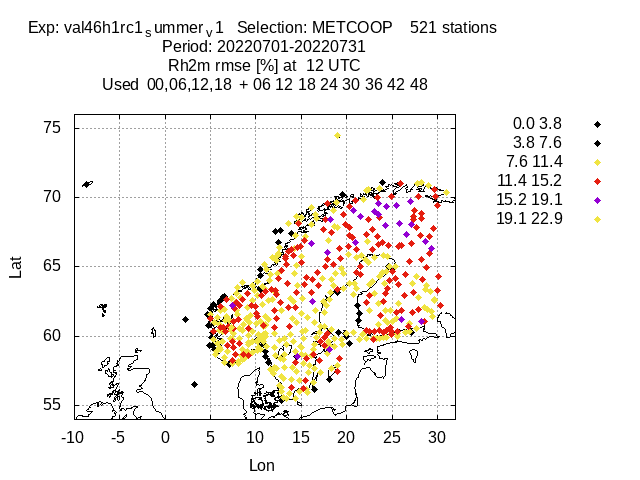 Exp: val46h1rc1summerv1 Selection: METCOOP 521 stations
Period: 20220701-20220731
Rh2m rmse [%] at 12 UTC
Used 00,06,12,18 + 06 12 18 24 30 36 42 48
75
70
65
60
55
Lat
-10 -5 0 5 10 15 20 25 30
Lon
0.0 3.8
3.8 7.6
7.6 11.4
11.4 15.2
15.2 19.1
19.1 22.9